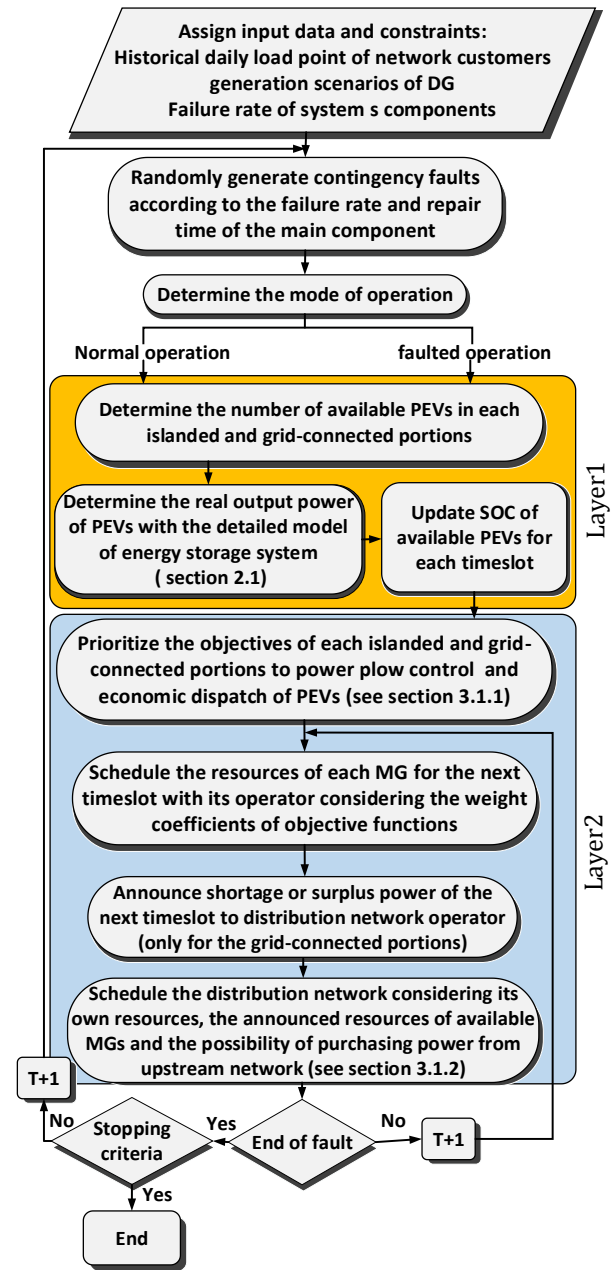 Assign input data and constraints:
Historical daily load point of network customers
generation scenarios of DG
Failure rate of system s components
Randomly generate contingency faults
according to the failure rate and repair
time of the main component
Determine the mode of operation
Normal operation
faulted operation
Determine the number of available PEVs in each
islanded and grid-connected portions
Determine the real output power
of PEVs with the detailed model
of energy storage system
( section 2.1)
Update SOC of
available PEVs for
each timeslot
Layer1
Prioritize the objectives of each islanded and grid-
connected portions to power plow control and
economic dispatch of PEVs (see section 3.1.1)
Schedule the resources of each MG for the next
timeslot with its operator considering the weight
coefficients of objective functions
Announce shortage or surplus power of the
next timeslot to distribution network operator
(only for the grid-connected portions)
Schedule the distribution network considering its
own resources, the announced resources of available
MGs and the possibility of purchasing power from
upstream network (see section 3.1.2)
Layer2
T+1
No
Stopping
criteria
Yes
End of fault
No
T+1
Yes
End